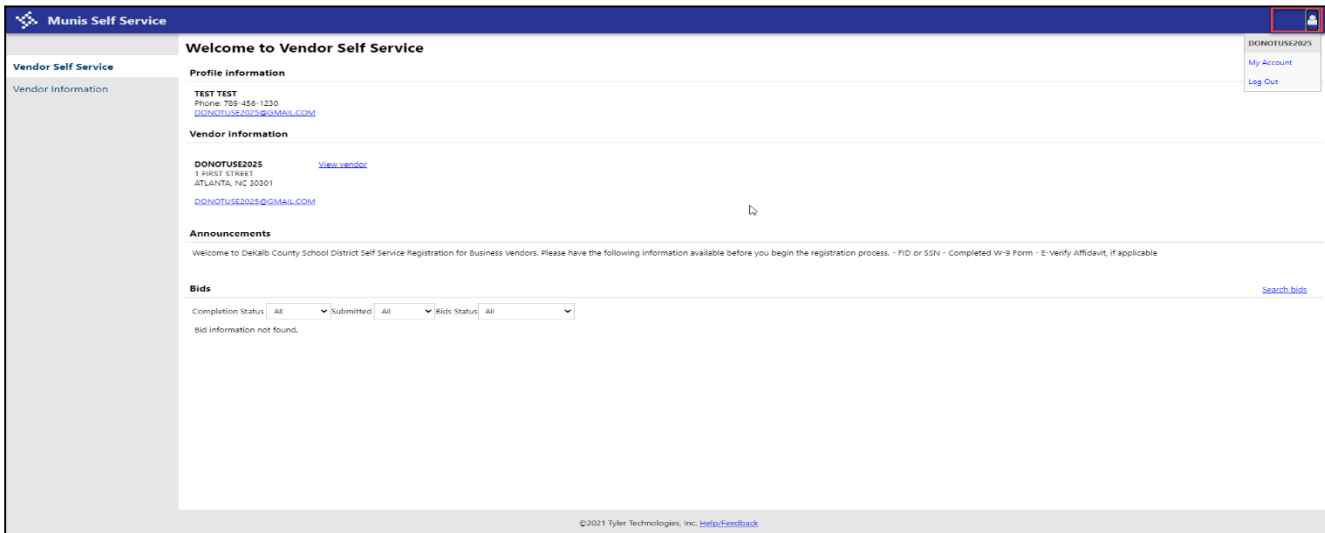 Munis Self Service
DONOTUSE2025
My Account
Log Out
Vendor Self Service
Vendor Information
Welcome to Vendor Self Service
Profile information
TEST TEST
Phone: 789-456-1230
DONOTUSE2025@GMAIL.COM
Vendor information
DONOTUSE2025 View vendor
1 FIRST STREET
ATLANTA, NC 30301
DONOTUSE2025@GMAIL.COM
Announcements
Welcome to DeKalb County School District Self Service Registration for Business Vendors. Please have the following information available before you begin the registration process. - FID or SSN - Completed W-9 Form - E-Verify Affidavit, if applicable
Bids Search bids
Completion Status All Submitted All Bids Status All
Bid information not found.
©2021 Tyler Technologies, Inc. Help/Feedback